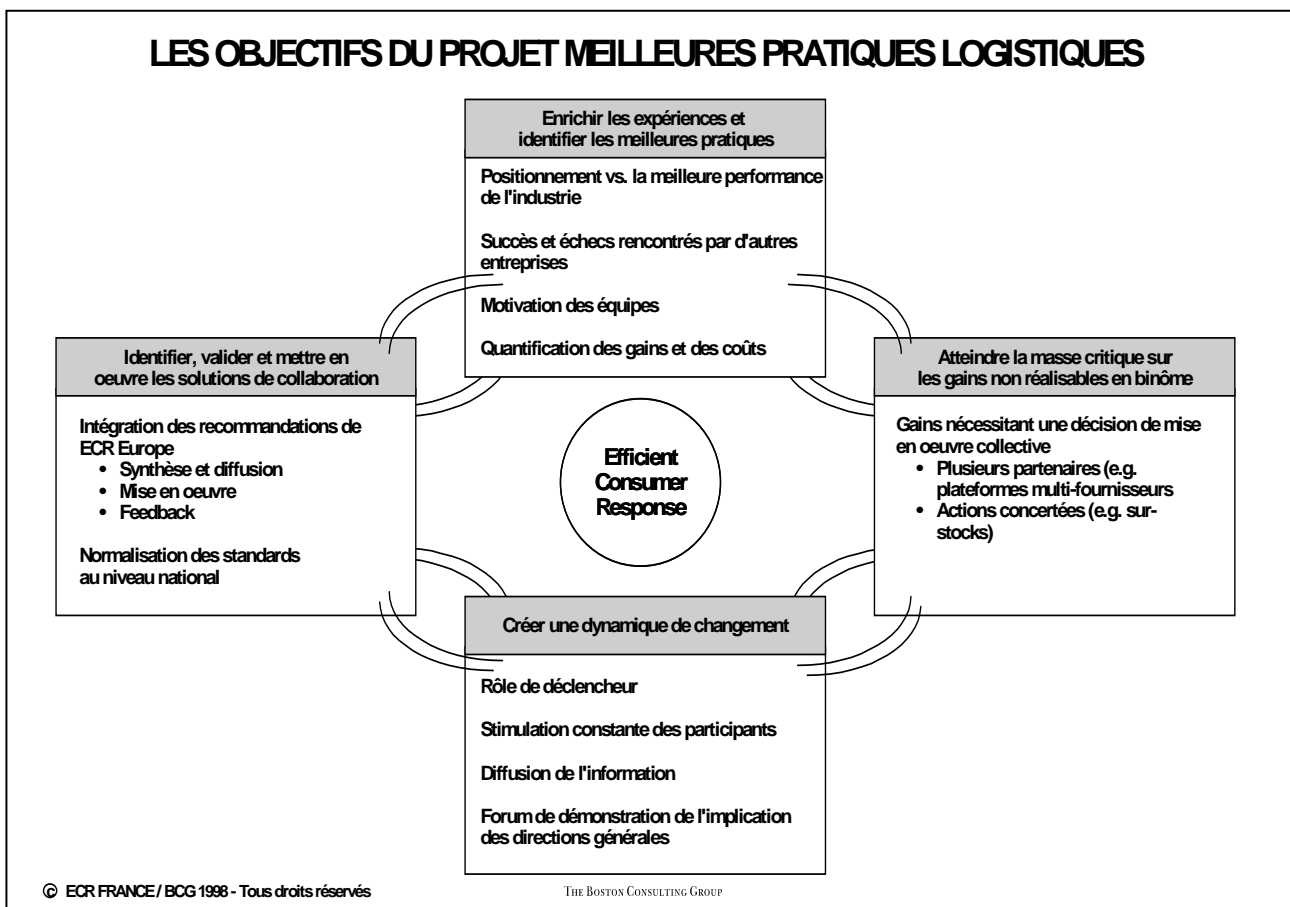 LES OBJECTIFS DU PROJET MEILLEURES PRATIQUES LOGISTIQUES
Enrichir les expériences et
identifier les meilleures pratiques
Positionnement vs. la meilleure performance
de l'industrie
Succès et échecs rencontrés par d'autres
entreprises
Motivation des équipes
Quantification des gains et des coûts
Identifier, valider et mettre en
oeuvre les solutions de collaboration
Intégration des recommandations de
ECR Europe
• Synthèse et diffusion
• Mise en oeuvre
• Feedback
Normalisation des standards
au niveau national
Efficient
Consumer
Response
Atteindre la masse critique sur
les gains non réalisables en binôme
Gains nécessitant une décision de mise
en oeuvre collective
• Plusieurs partenaires (e.g.
plateformes multi-fournisseurs
• Actions concertées (e.g. sur-
stocks)
Créer une dynamique de changement
Rôle de déclencheur
Stimulation constante des participants
Diffusion de l'information
Forum de démonstration de l'implication
des directions générales
© ECR FRANCE / BCG 1998 - Tous droits réservés
THE BOSTON CONSULTING GROUP